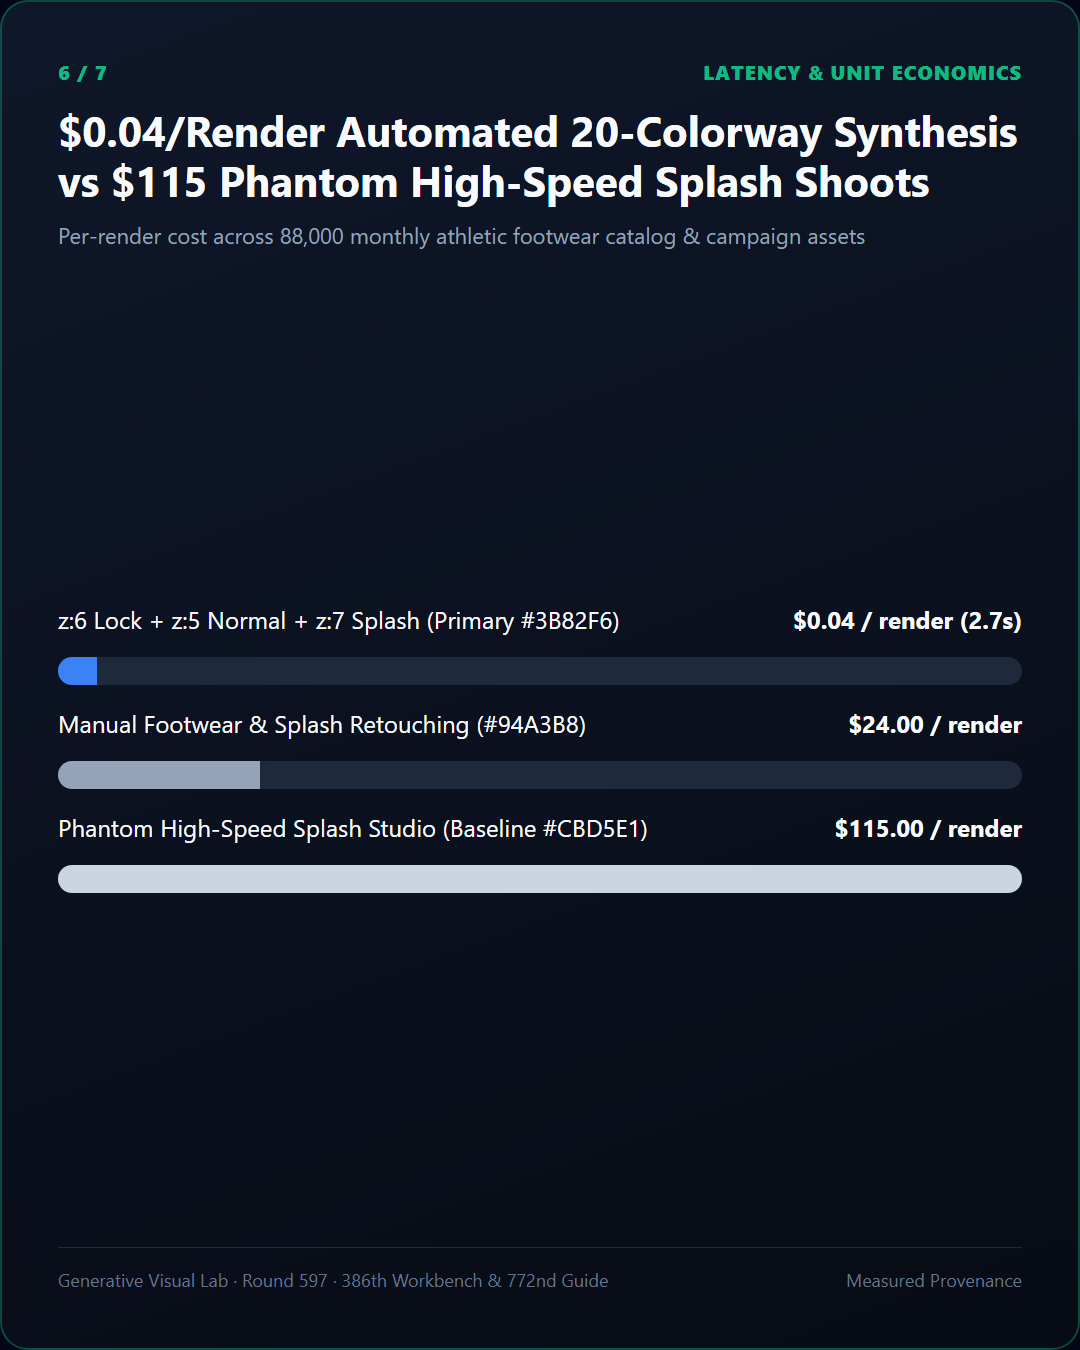 6 / 7
LATENCY & UNIT ECONOMICS
$0.04/Render Automated 20-Colorway Synthesis
vs $115 Phantom High-Speed Splash Shoots
Per-render cost across 88,000 monthly athletic footwear catalog & campaign assets
z:6 Lock + z:5 Normal + z:7 Splash (Primary #3B82F6)
$0.04 / render (2.7s)
Manual Footwear & Splash Retouching (#94A3B8)
$24.00 / render
Phantom High-Speed Splash Studio (Baseline #CBD5E1)
$115.00 / render
Generative Visual Lab · Round 597 · 386th Workbench & 772nd Guide
Measured Provenance